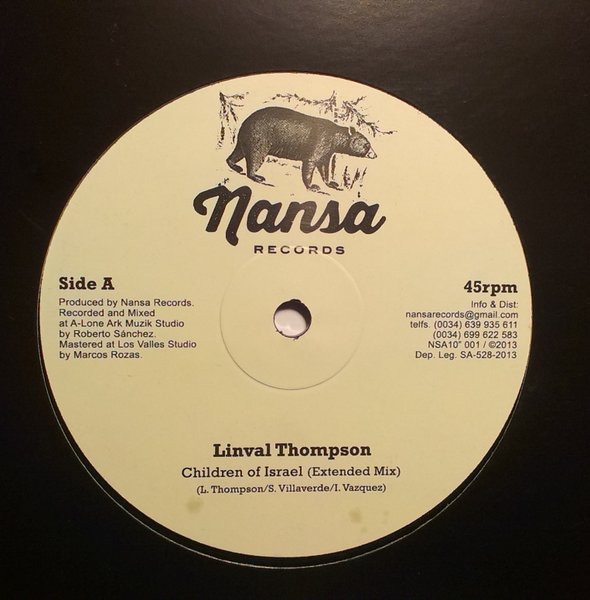 Nansa
RECORDS
Side A
Produced by Nansa Records.
Recorded and Mixed
at A-Lone Ark Muzik Studio
by Roberto Sánchez.
Mastered at Los Valles Studio
by Marcos Rozas.
45rpm
Info & Dist:
nansarecords@gmail.com
telfs. (0034) 639 935 611
(0034) 699 622 583
NSA10" 001 / ©2013
Dep. Leg. SA-528-2013
Linval Thompson
Children of Israel (Extended Mix)
(L. Thompson/S. Villaverde/I. Vazquez)